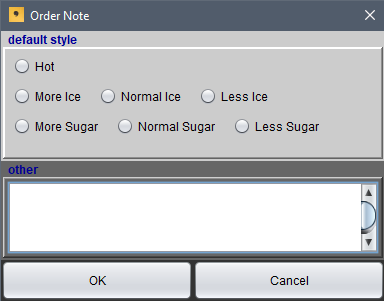 Order Note
default style
Hot
More Ice Normal Ice Less Ice
More Sugar Normal Sugar Less Sugar
other
OK Cancel